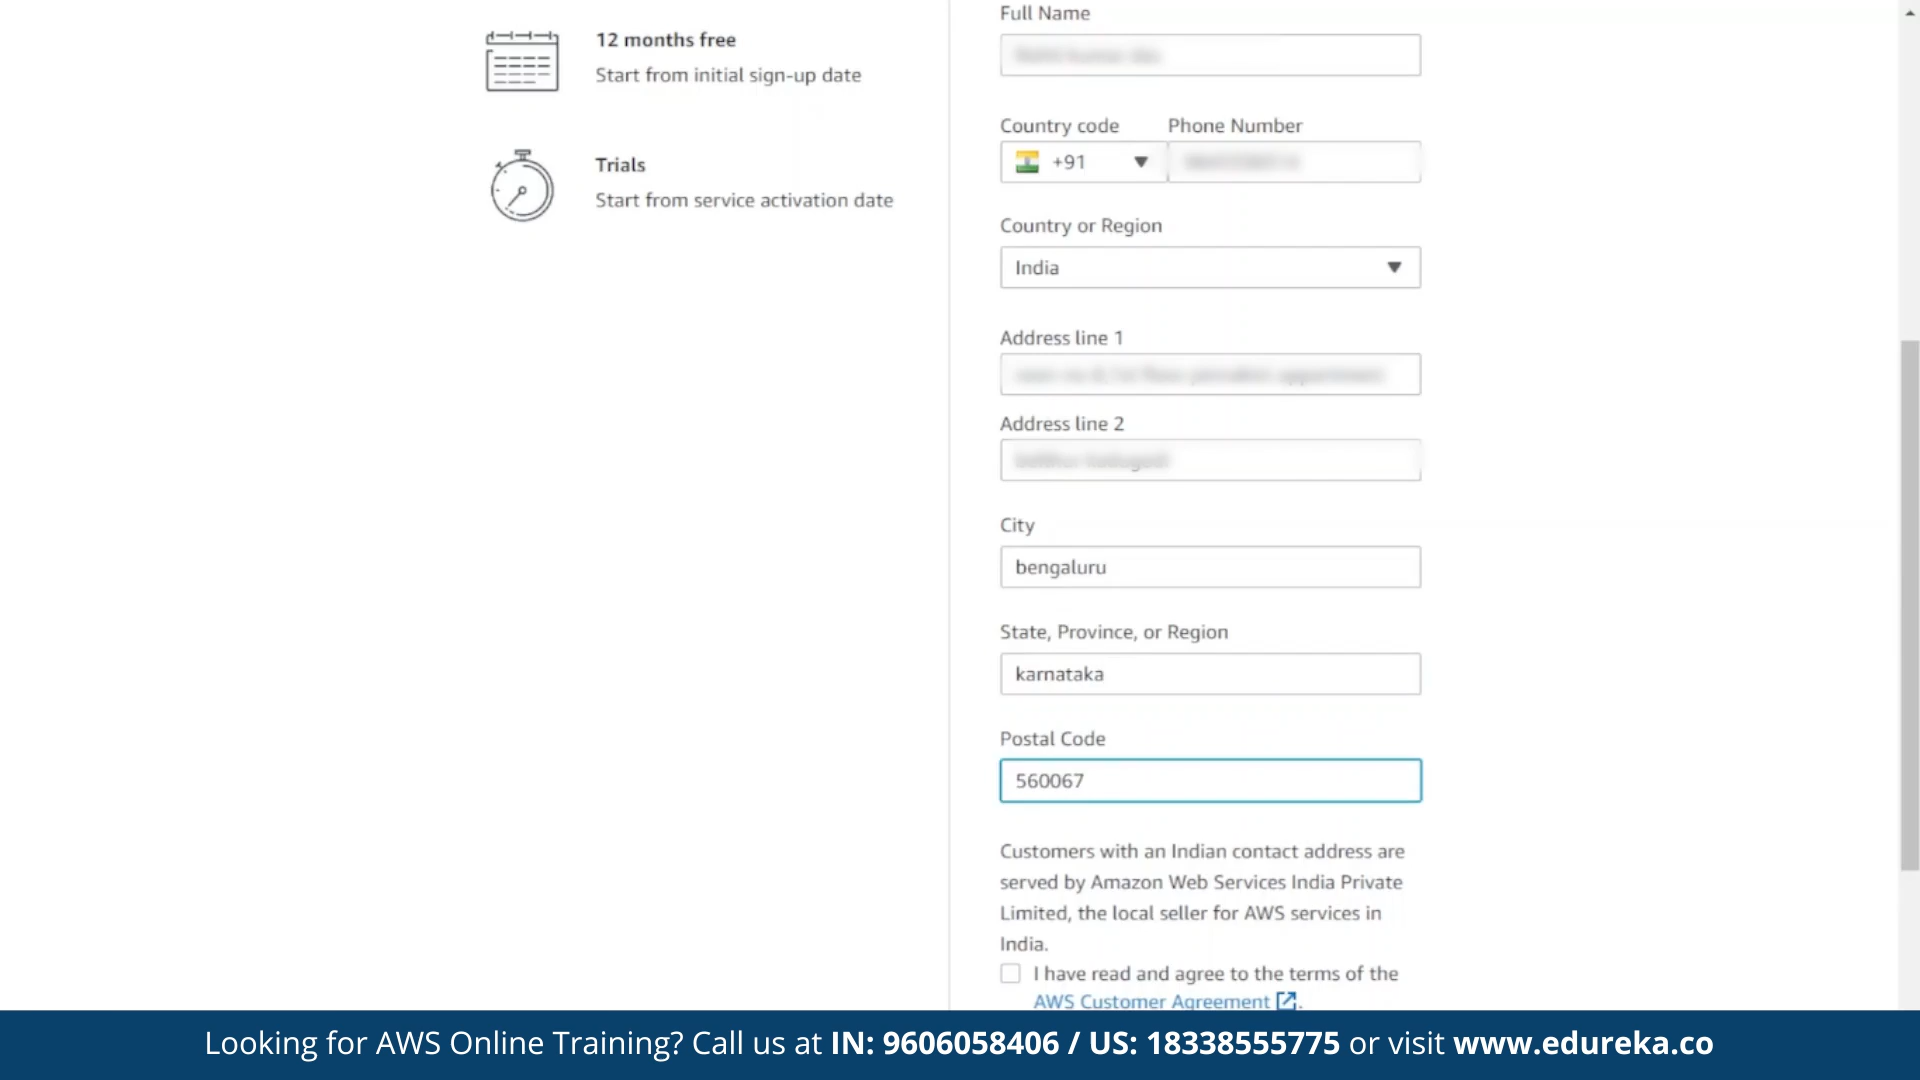 12 months free
Start from initial sign-up date
Trials
Start from service activation date
Full Name
Country code
Phone Number
+91
Country or Region
India
Address line 1
Address line 2
City
bengaluru
State, Province, or Region
karnataka
Postal Code
560067
Customers with an Indian contact address are
served by Amazon Web Services India Private
Limited, the local seller for AWS services in
India.
I have read and agree to the terms of the
AWS Customer Agreement.
Looking for AWS Online Training? Call us at IN: 9606058406 / US: 18338555775 or visit www.edureka.co